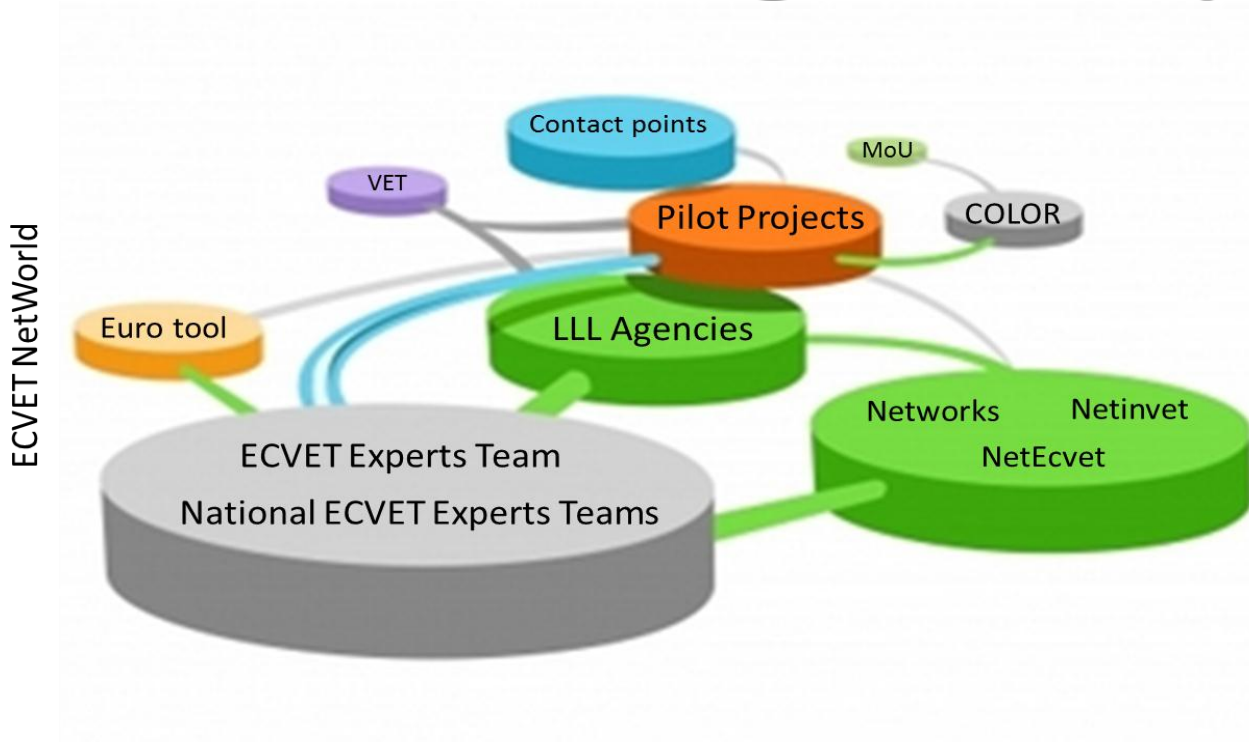 ECVET NetWorld
Contact points
MoU
VET
Pilot Projects
COLOR
Euro tool
LLL Agencies
Networks
Netinvet
NetEcvet
ECVET Experts Team
National ECVET Experts Teams